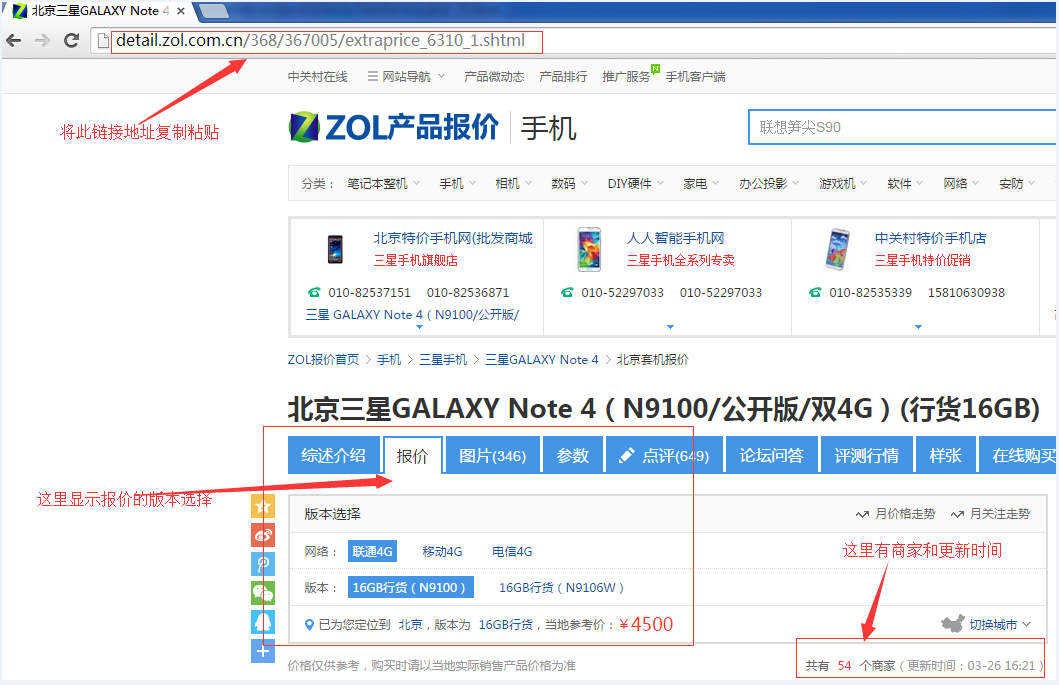 北京三星GALAXY Note 4
detail.zol.com.cn/368/367005/extraprice_6310_1.shtml
中关村在线 网站导航 产品微动态 产品排行 推广服务 N 手机客户端
将此链接地址复制粘贴
ZOL产品报价 手机
联想笋尖S90
分类： 笔记本整机 手机 相机 数码 DIY硬件 家电 办公投影 游戏机 软件 网络 安防
北京特价手机网(批发商城 人人智能手机网 中关村特价手机店
三星手机旗舰店 三星手机全系列专卖 三星手机特价促销
010-82537151 010-82536871 010-52297033 010-52297033 010-82535339 15810630938
三星 GALAXY Note 4（N9100/公开版/
ZOL报价首页 > 手机 > 三星手机 > 三星GALAXY Note 4 > 北京套机报价
北京三星GALAXY Note 4（N9100/公开版/双4G）(行货16GB)
综述介绍 报价 图片(346) 参数 点评(649) 论坛问答 评测行情 样张 在线购买
这里显示报价的版本选择
版本选择 月价格走势 月关注走势
网络： 联通4G 移动4G 电信4G
这里有商家和更新时间
版本： 16GB行货（N9100） 16GB行货（N9106W）
已为您定位到 北京，版本为 16GB行货，当地参考价：￥4500 切换城市
价格仅供参考，购买时请以当地实际销售产品价格为准 共有 54 个商家（更新时间：03-26 16:21）